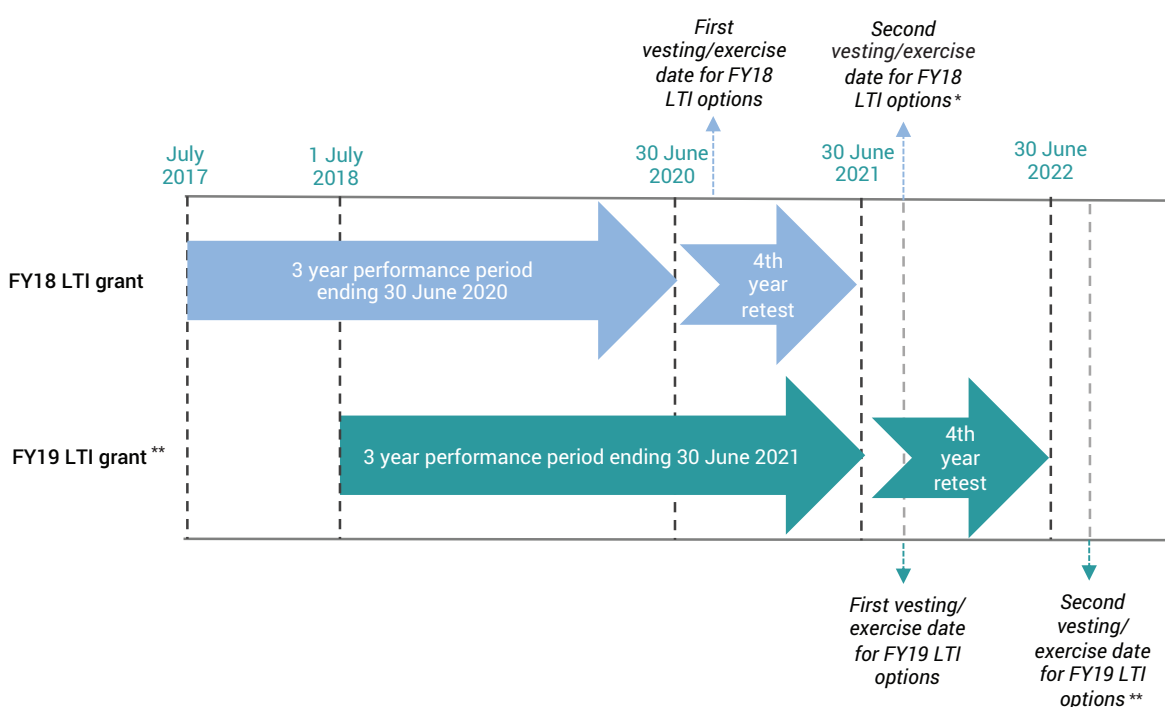 First
vesting/exercise
date for FY18
LTI options
Second
vesting/exercise
date for FY18
LTI options *
July
2017
1 July
2018
30 June
2020
30 June
2021
30 June
2022
FY18 LTI grant
3 year performance period
ending 30 June 2020
4th
year
retest
FY19 LTI grant **
3 year performance period ending 30 June 2021
4th
year
retest
First vesting/
exercise date
for FY19 LTI
options
Second
vesting/
exercise date
for FY19 LTI
options **